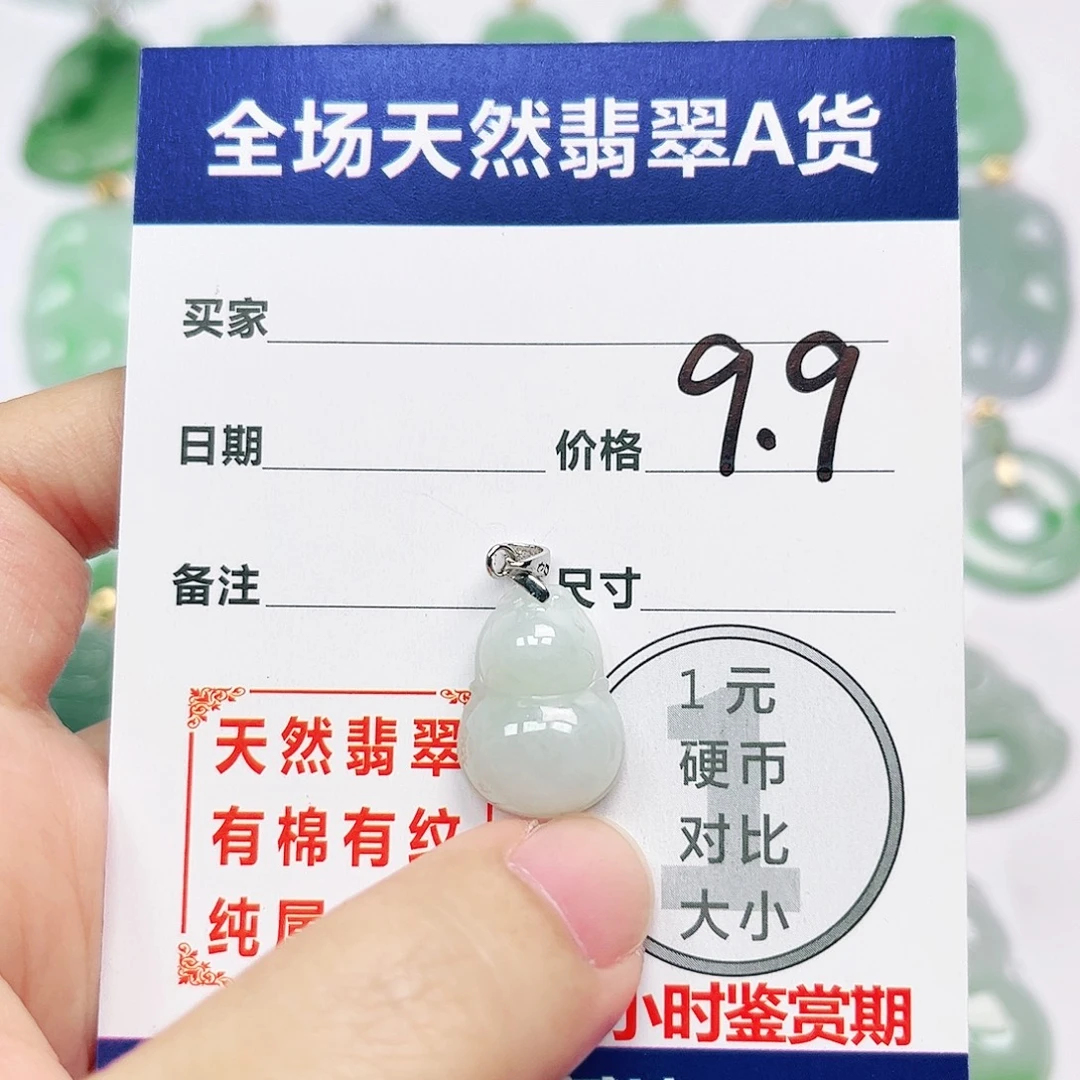 全场天然翡翠A货
买家
9.9
日期 价格
备注 尺寸
天然翡翠
有棉有纹
纯属
1元
硬币
对比
大小
小时鉴赏期